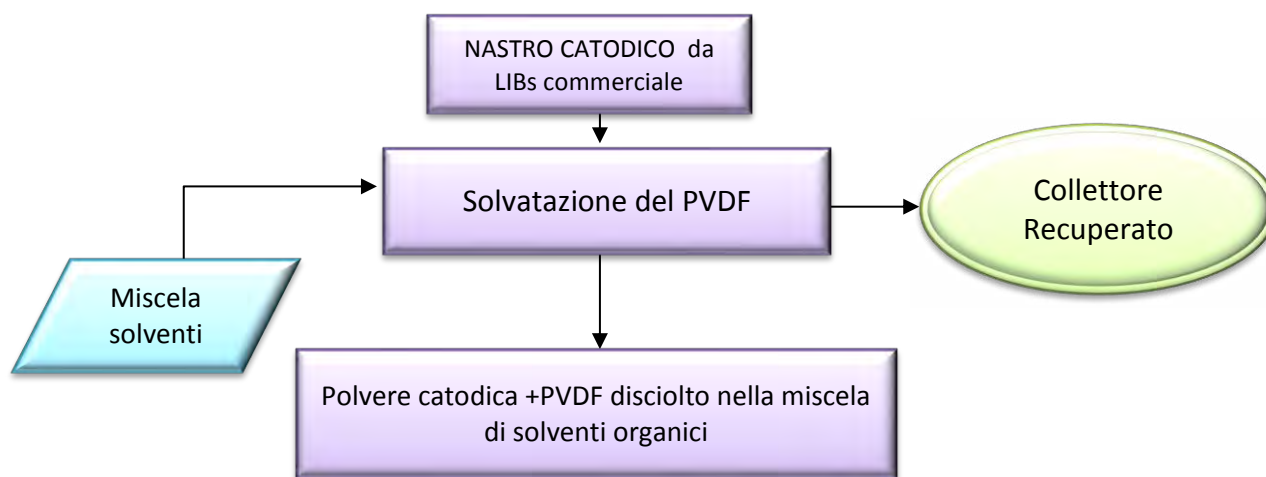 NASTRO CATODICO da
LIBs commerciale
Solvatazione del PVDF
Collettore
Recuperato
Miscela
solventi
Polvere catodica +PVDF disciolto nella miscela
di solventi organici